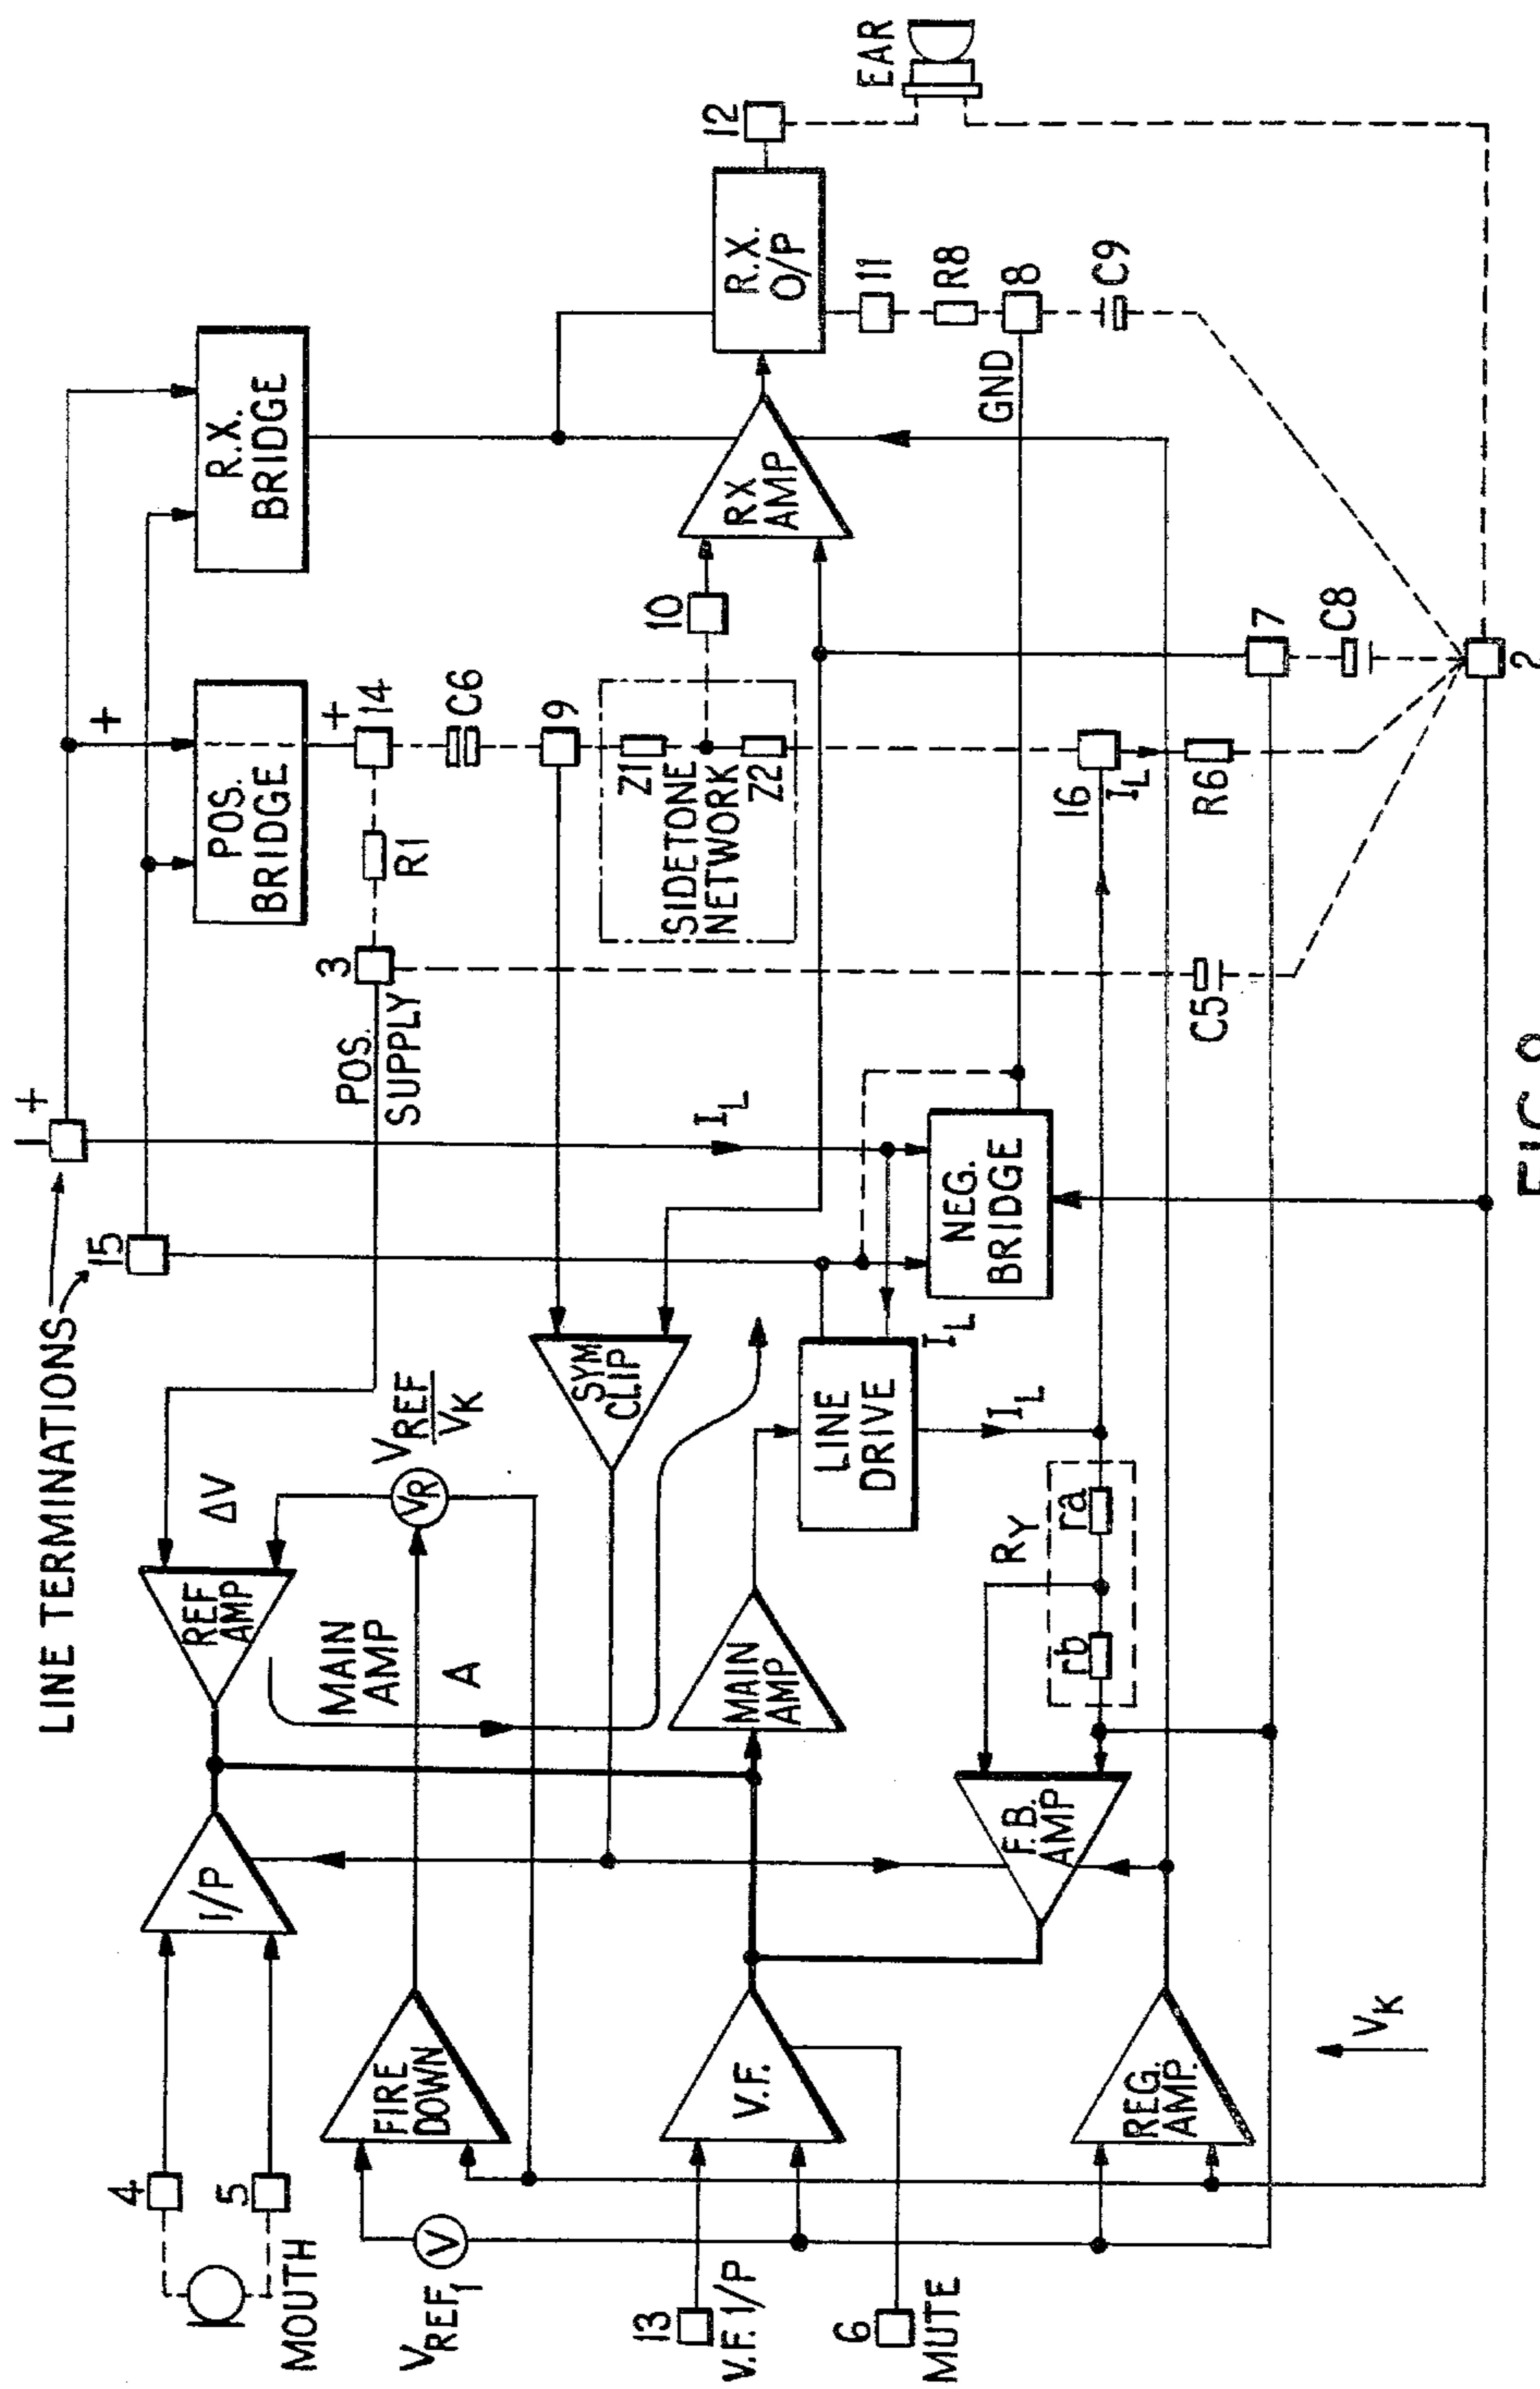 LINE TERMINATIONS
15
1
+
+
4
5
MOUTH
I/P
REF
AMP
ΔV
POS.
SUPPLY
3
R1
POS.
BRIDGE
+
14
C6
R.X.
BRIDGE
VREF1
V
FIRE
DOWN
MAIN
AMP
A
VR
VREF
VK
SYM
CLIP
9
Z1
SIDETONE
NETWORK
Z2
10
RX
AMP
R.X.
O/P
12
EAR
13
V.F. I/P
6
MUTE
V.F.
MAIN
AMP
LINE
DRIVE
IL
IL
IL
NEG.
BRIDGE
11
R8
GND
8
C9
REG.
AMP.
F.B.
AMP
RY
rb
ra
16
IL
R6
C5
7
C8
2
VK